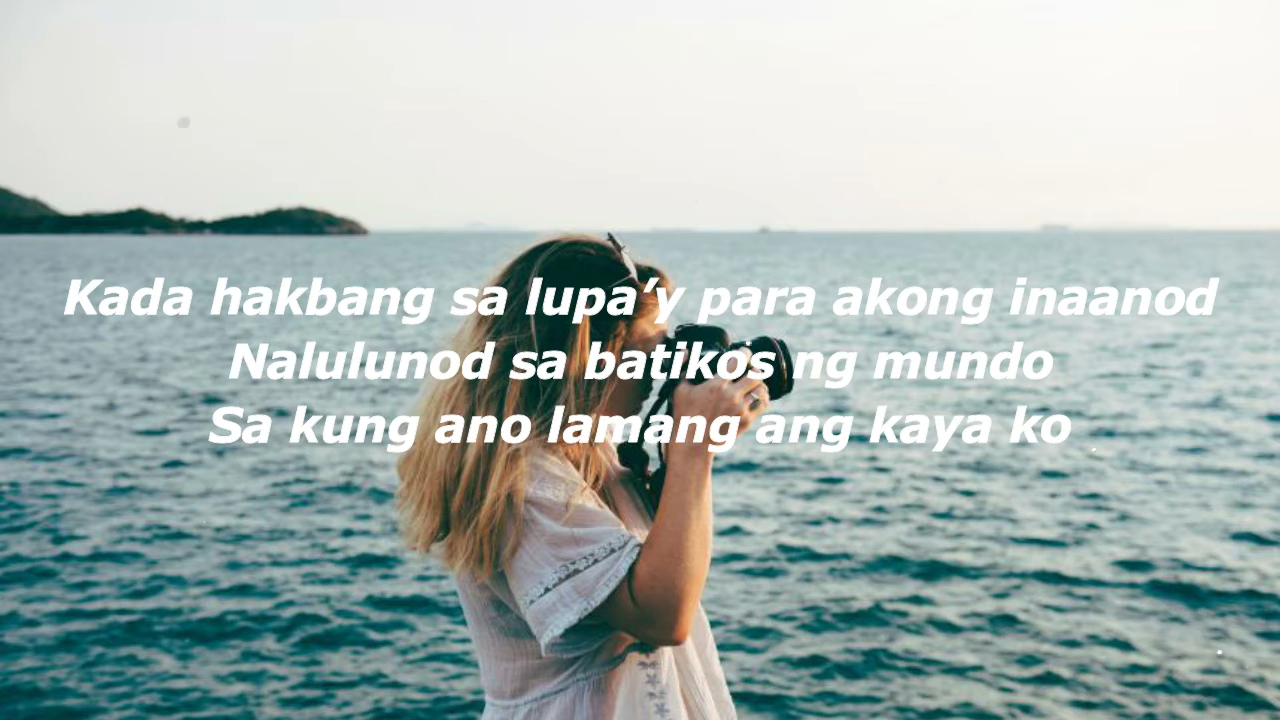 Kada hakbang sa lupa’y para akong inaanod
Nalulunod sa batikos ng mundo
Sa kung ano lamang ang kaya ko